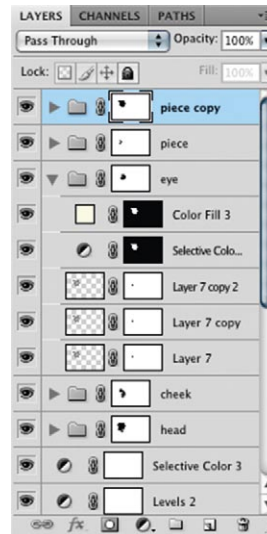 LAYERS CHANNELS PATHS
Pass Through Opacity: 100%
Lock: Fill: 100%
piece copy
piece
eye
Color Fill 3
Selective Colo...
Layer 7 copy 2
Layer 7 copy
Layer 7
cheek
head
Selective Color 3
Levels 2
fx.